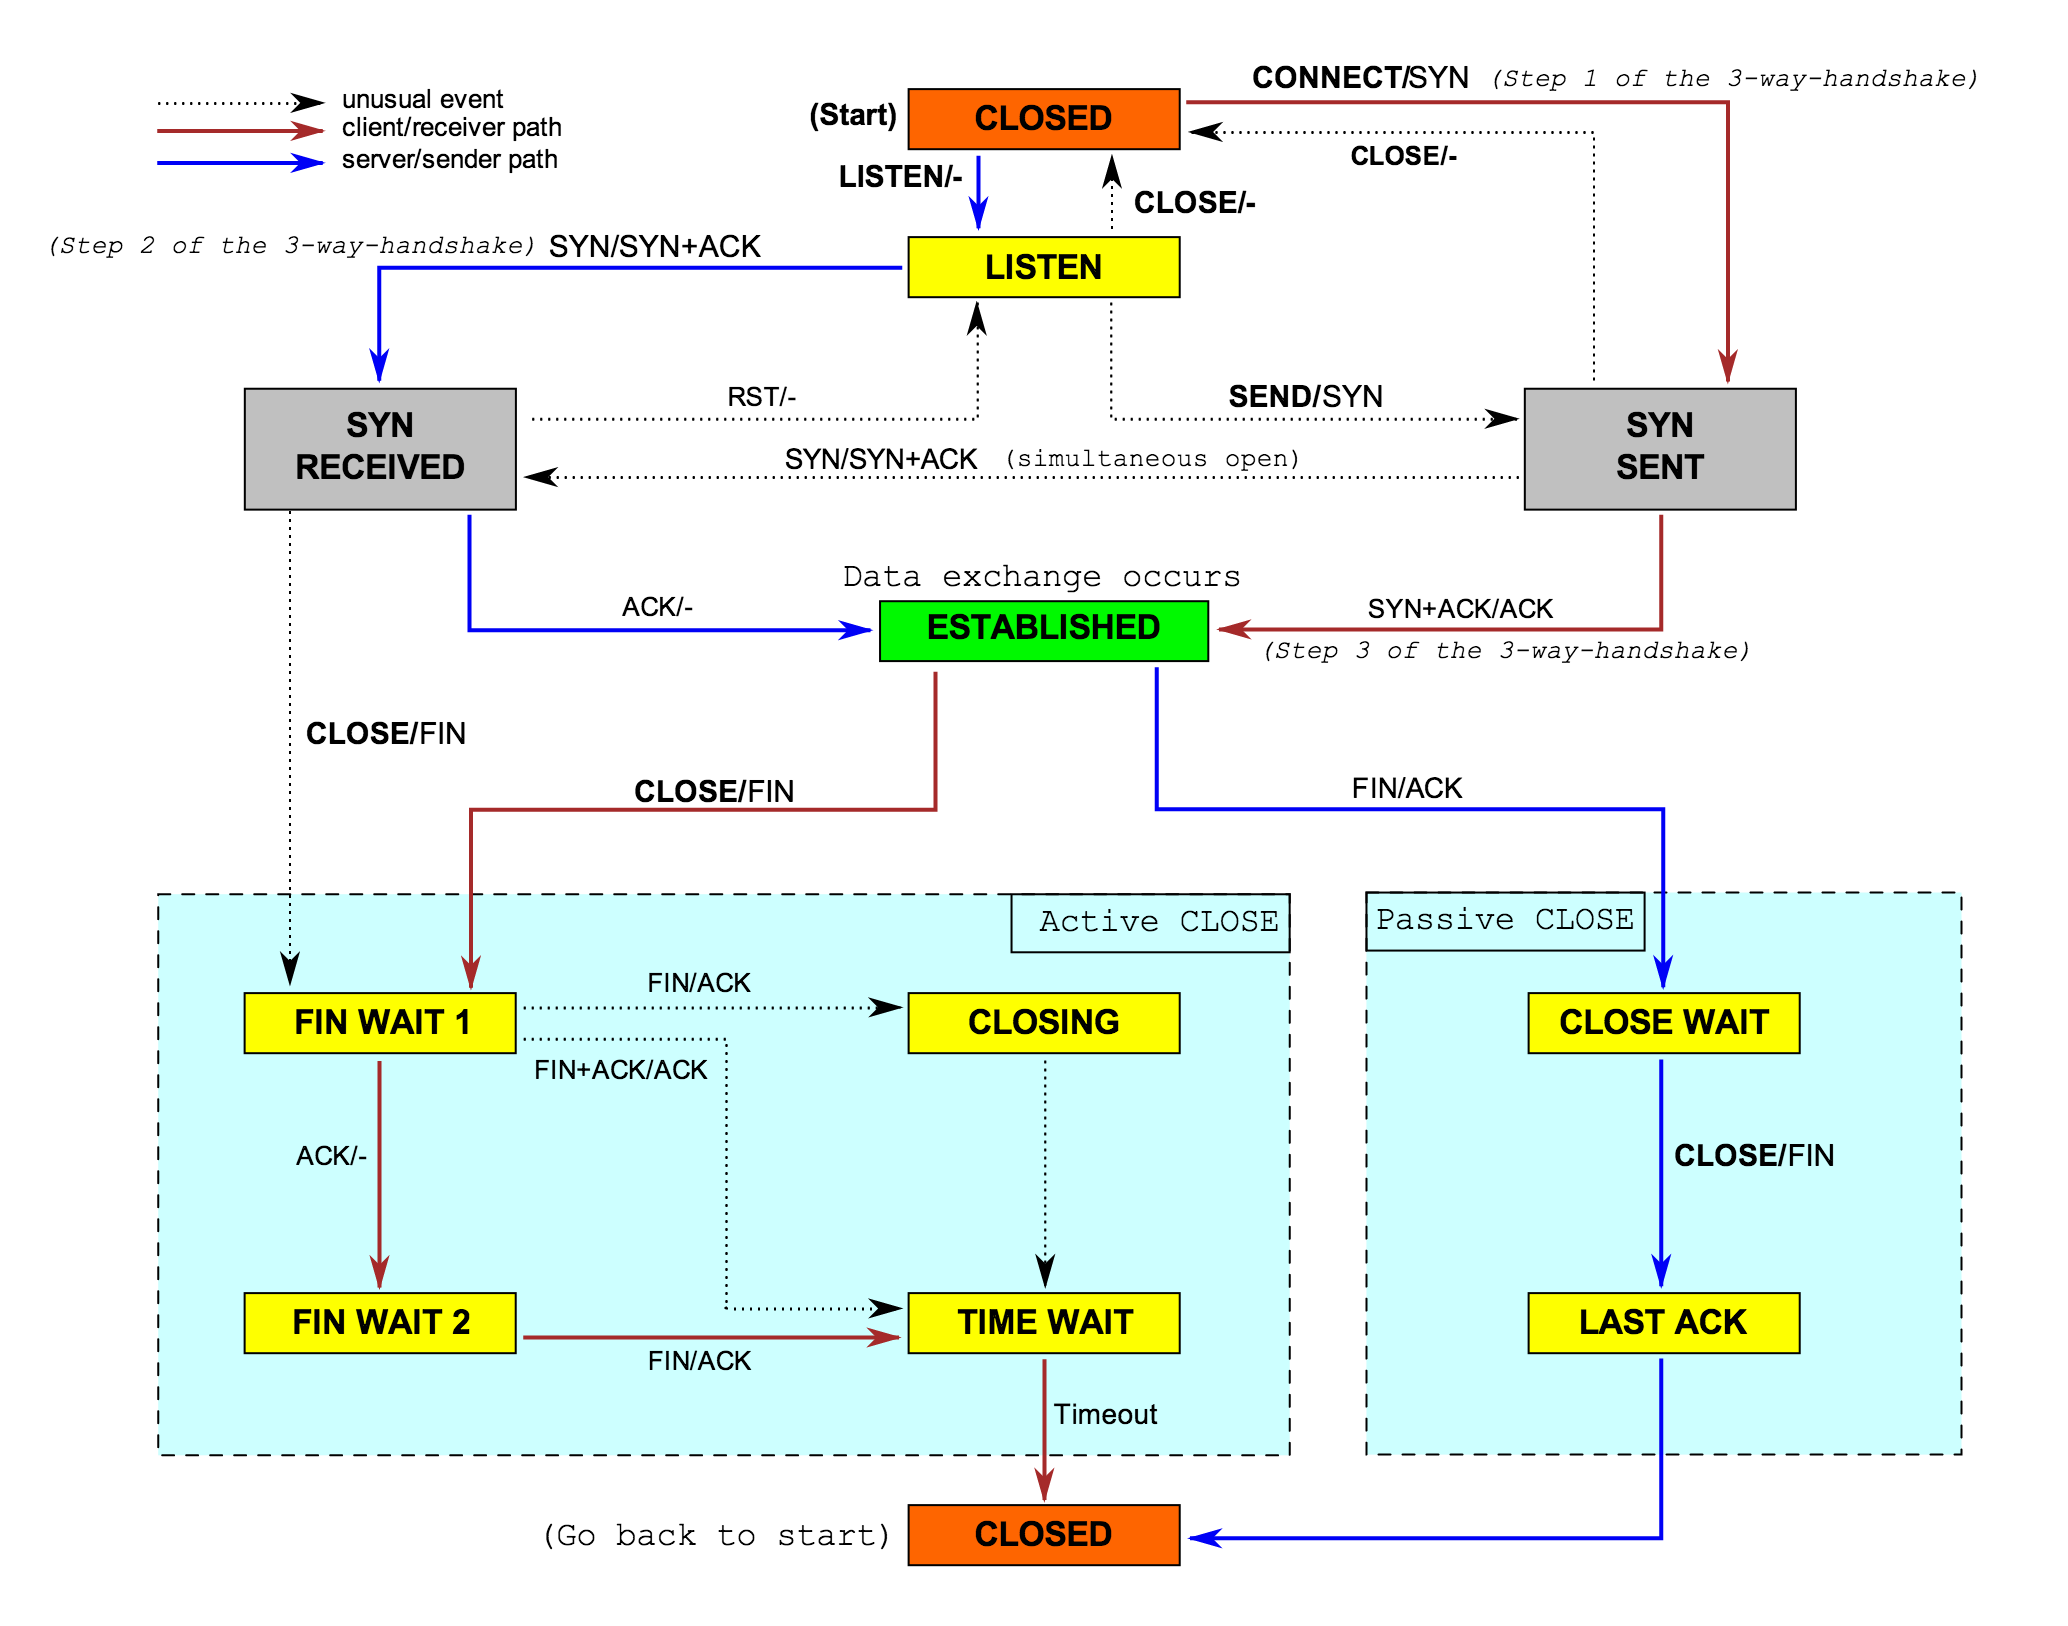 unusual event
client/receiver path
server/sender path
(Start)
CLOSED
CONNECT/SYN (Step 1 of the 3-way-handshake)
CLOSE/-
LISTEN/-
CLOSE/-
(Step 2 of the 3-way-handshake) SYN/SYN+ACK
LISTEN
RST/-
SEND/SYN
SYN
RECEIVED
SYN
SENT
SYN/SYN+ACK (simultaneous open)
Data exchange occurs
ACK/-
ESTABLISHED
SYN+ACK/ACK
(Step 3 of the 3-way-handshake)
CLOSE/FIN
CLOSE/FIN
FIN/ACK
Active CLOSE
Passive CLOSE
FIN WAIT 1
FIN/ACK
CLOSING
CLOSE WAIT
FIN+ACK/ACK
ACK/-
CLOSE/FIN
FIN WAIT 2
TIME WAIT
LAST ACK
FIN/ACK
Timeout
(Go back to start)
CLOSED